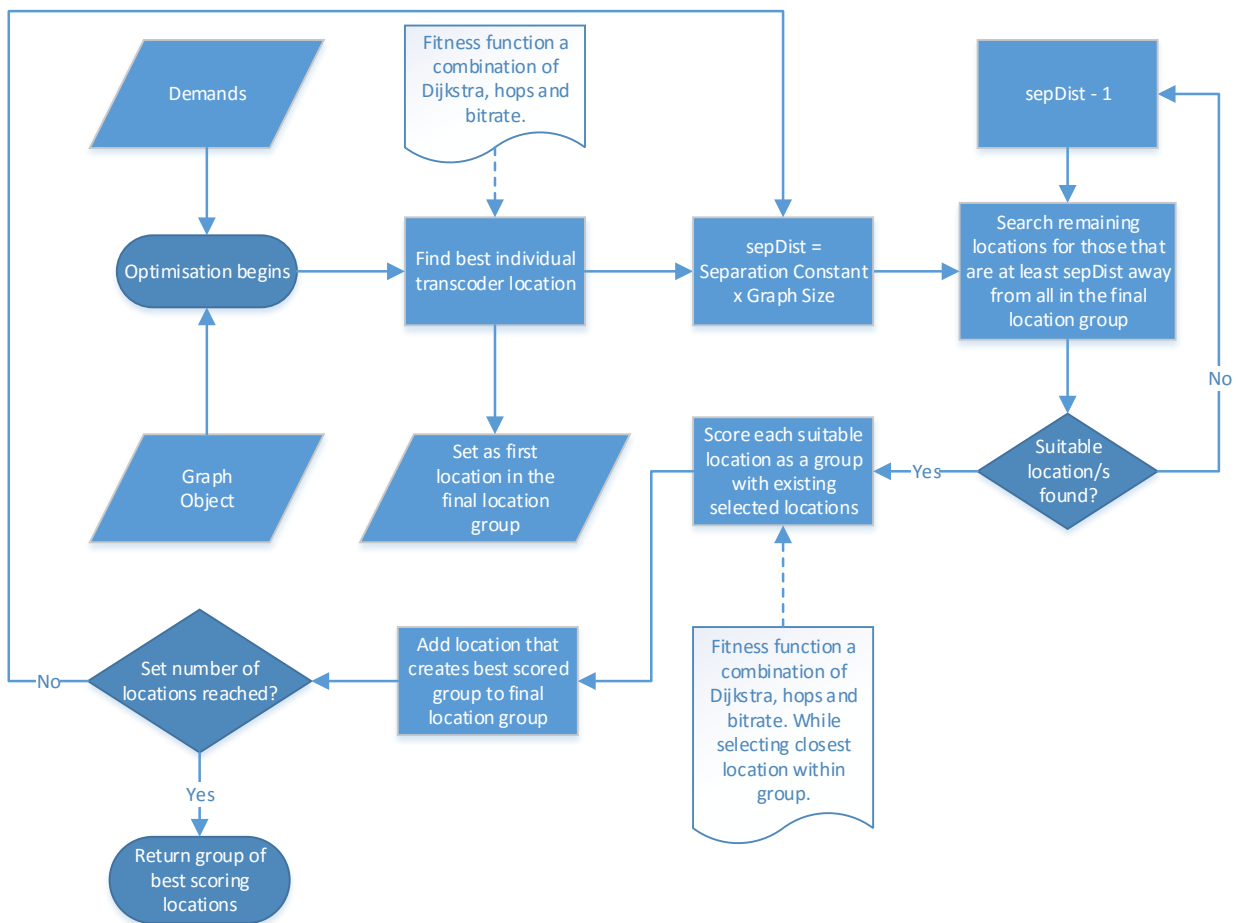 Demands
Fitness function a
combination of
Dijkstra, hops and
bitrate.
sepDist - 1
Optimisation begins
Find best individual
transcoder location
sepDist =
Separation Constant
x Graph Size
Search remaining
locations for those that
are at least sepDist away
from all in the final
location group
No
Graph
Object
Set as first
location in the
final location
group
Score each suitable
location as a group
with existing
selected locations
Yes
Suitable
location/s
found?
No
Set number of
locations reached?
Add location that
creates best scored
group to final
location group
Fitness function a
combination of
Dijkstra, hops and
bitrate. While
selecting closest
location within
group.
Yes
Return group of
best scoring
locations